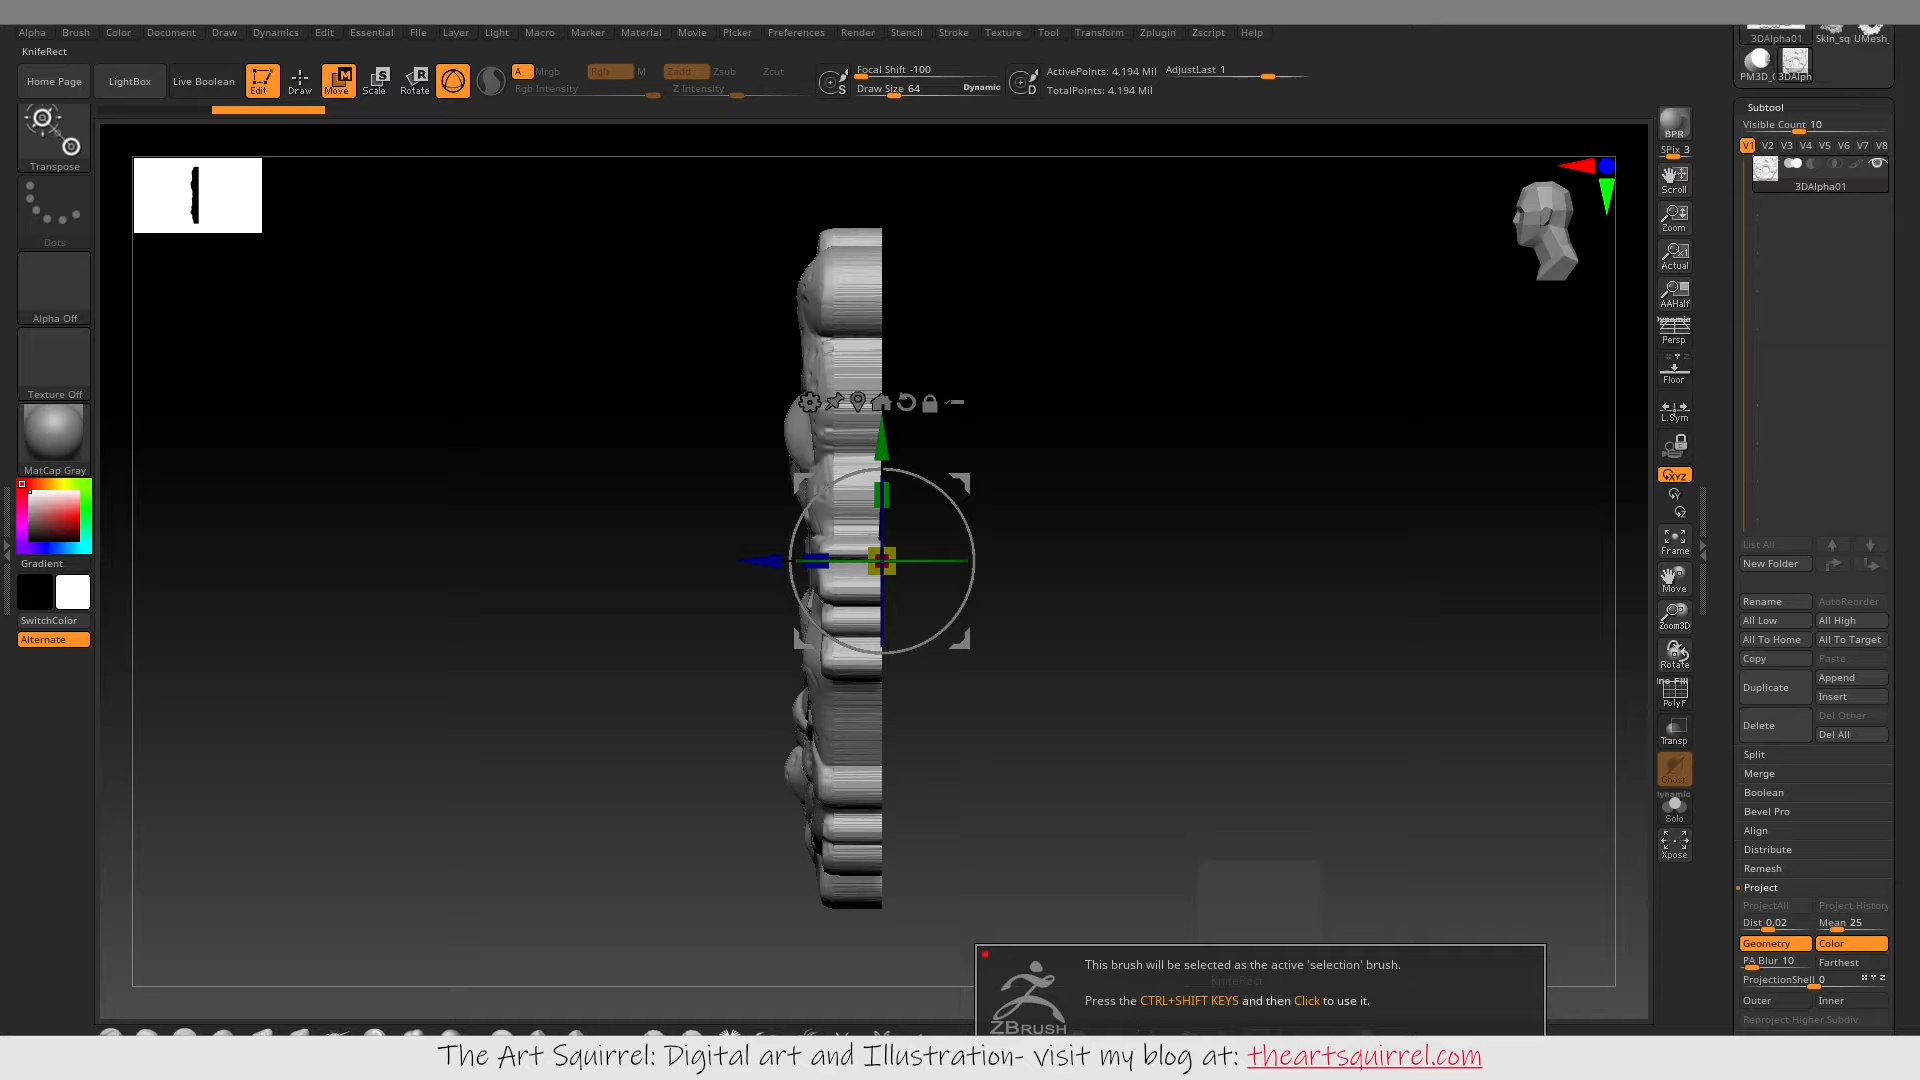 Alpha Brush Color Document Draw Dynamics Edit Essential File Layer Light Macro Marker Material Movie Picker Preferences Render Stencil Stroke Texture Tool Transform Zplugin Zscript Help
KnifeRect
Home Page
LightBox
Live Boolean
Edit
Draw
Move
Scale
Rotate
A
Mrgb
Rgb
M
Rgb Intensity
Zadd
Zsub
Zcut
Z Intensity
S
Focal Shift -100
Draw Size 64
Dynamic
D
ActivePoints: 4.194 Mil
TotalPoints: 4.194 Mil
AdjustLast 1
Transpose
Dots
Alpha Off
Texture Off
MatCap Gray
Gradient
SwitchColor
Alternate
BPR
SPix 3
Scroll
Zoom
Actual
AAHalf
Dynamic
Persp
Floor
L.Sym
XYZ
Frame
Move
Zoom3D
Rotate
PolyF
Transp
Ghost
Dynamic
Solo
Xpose
3DAlpha01
Skin_sq
UMesh_
PM3D_
3DAlph
Subtool
Visible Count 10
V1 V2 V3 V4 V5 V6 V7 V8
3DAlpha01
List All
New Folder
Rename
AutoReorder
All Low
All High
All To Home
All To Target
Copy
Paste
Duplicate
Append
Insert
Delete
Del Other
Del All
Split
Merge
Boolean
Bevel Pro
Align
Distribute
Remesh
Project
ProjectAll
Project History
Dist 0.02
Mean 25
Geometry
Color
PA Blur 10
Farthest
ProjectionShell 0
X Y Z
Outer
Inner
Reproject Higher Subdiv
This brush will be selected as the active 'selection' brush.
KnifeRect
Press the CTRL+SHIFT KEYS and then Click to use it.
ZBRUSH
The Art Squirrel: Digital art and Illustration- visit my blog at: theartsquirrel.com